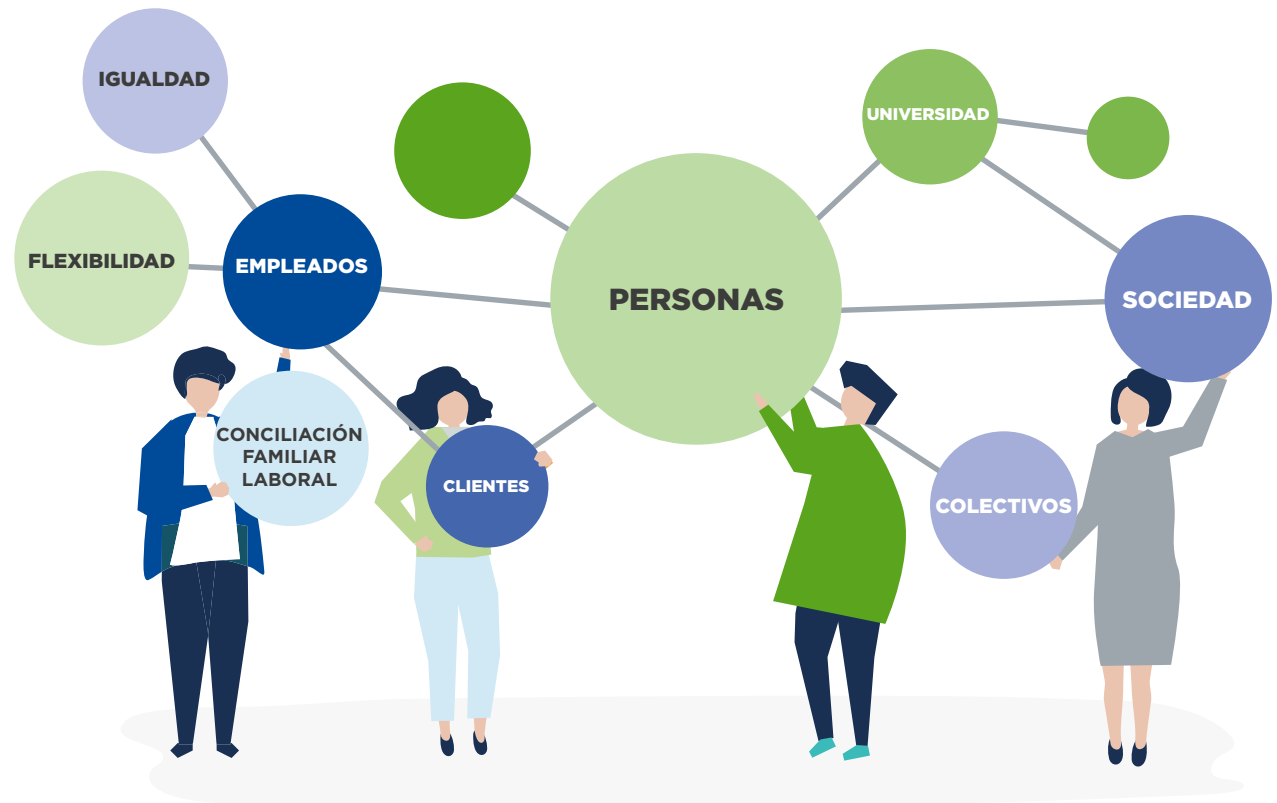 IGUALDAD
UNIVERSIDAD
FLEXIBILIDAD
EMPLEADOS
PERSONAS
SOCIEDAD
CONCILIACIÓN
FAMILIAR
LABORAL
CLIENTES
COLECTIVOS